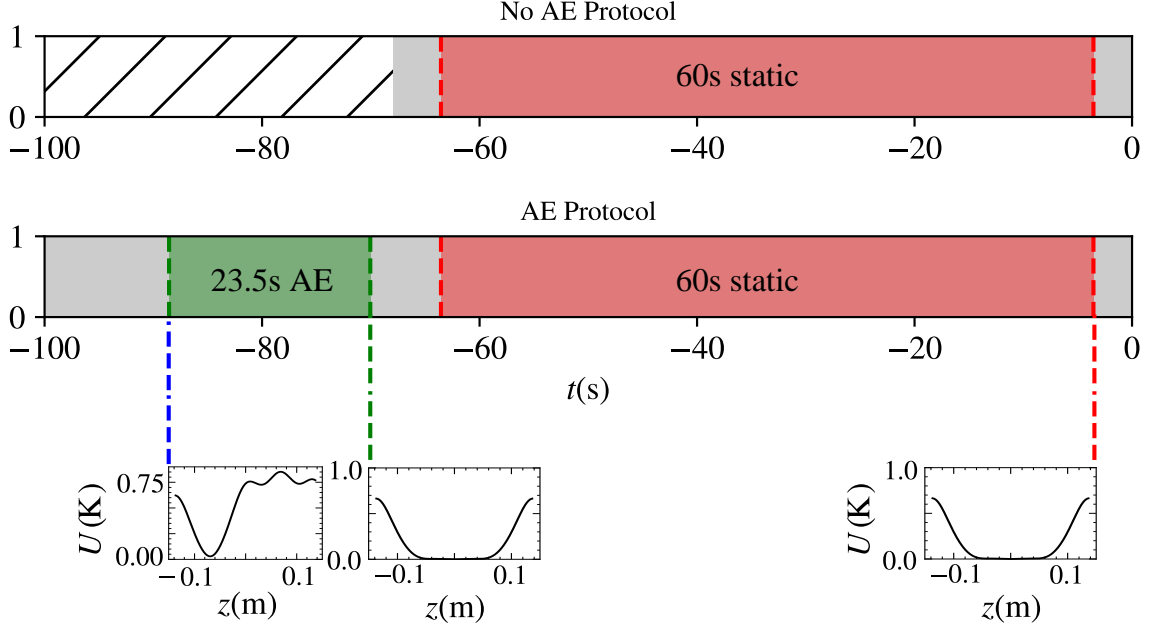 No AE Protocol
1
60s static
0
−100 −80 −60 −40 −20 0
AE Protocol
1
23.5s AE 60s static
0
−100 −80 −60 −40 −20 0
t(s)
0.75 1.0 1.0
U(K) U(K)
0.00 0.0 0.0
−0.1 0.1 −0.1 0.1 −0.1 0.1
z(m) z(m) z(m)